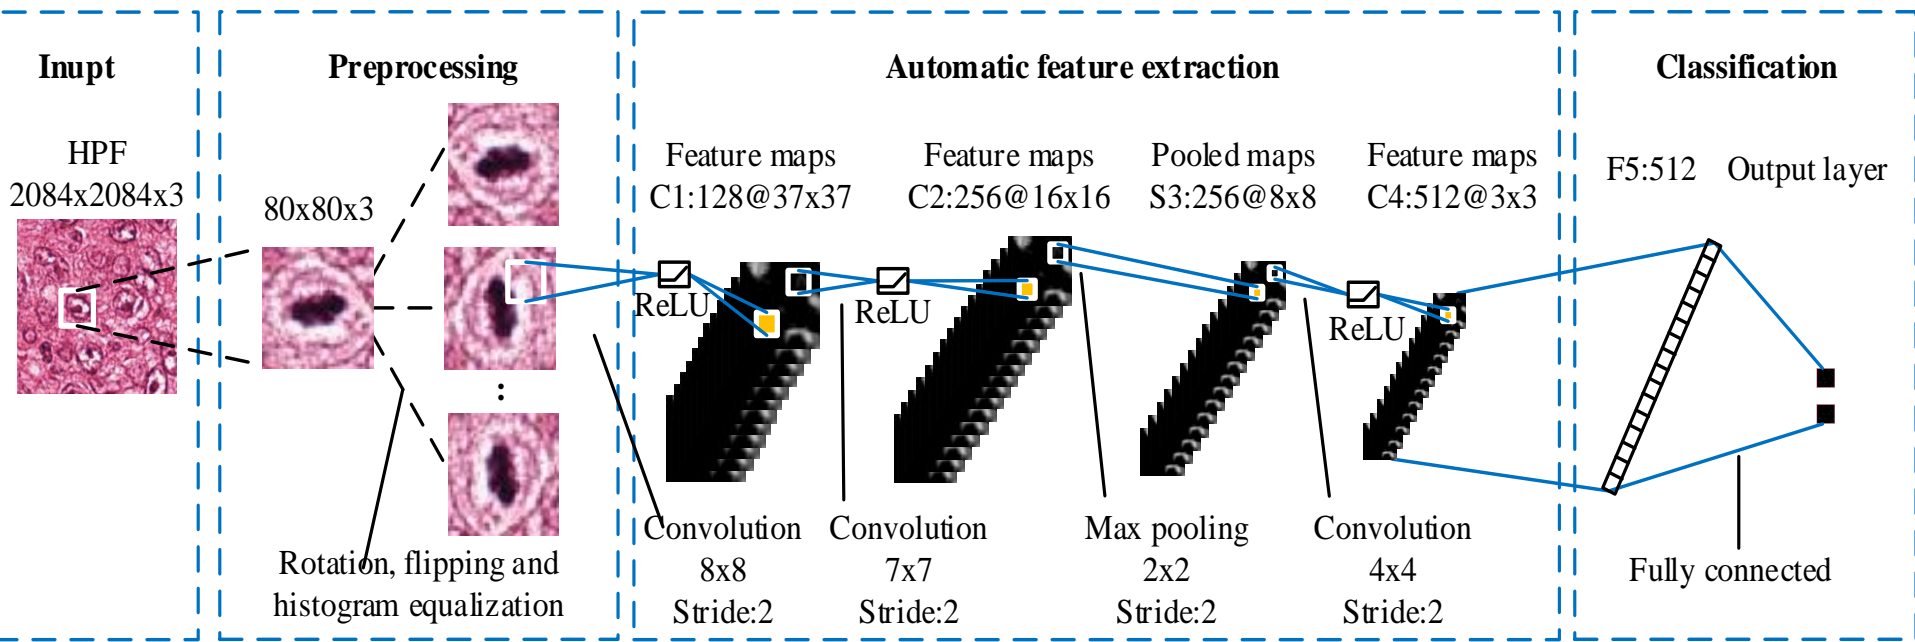 Inupt
HPF
2084x2084x3
Preprocessing
80x80x3
Rotation, flipping and
histogram equalization
Automatic feature extraction
Feature maps
C1:128@37x37
Feature maps
C2:256@16x16
Pooled maps
S3:256@8x8
Feature maps
C4:512@3x3
ReLU
ReLU
ReLU
Convolution
8x8
Stride:2
Convolution
7x7
Stride:2
Max pooling
2x2
Stride:2
Convolution
4x4
Stride:2
Classification
F5:512
Output layer
Fully connected